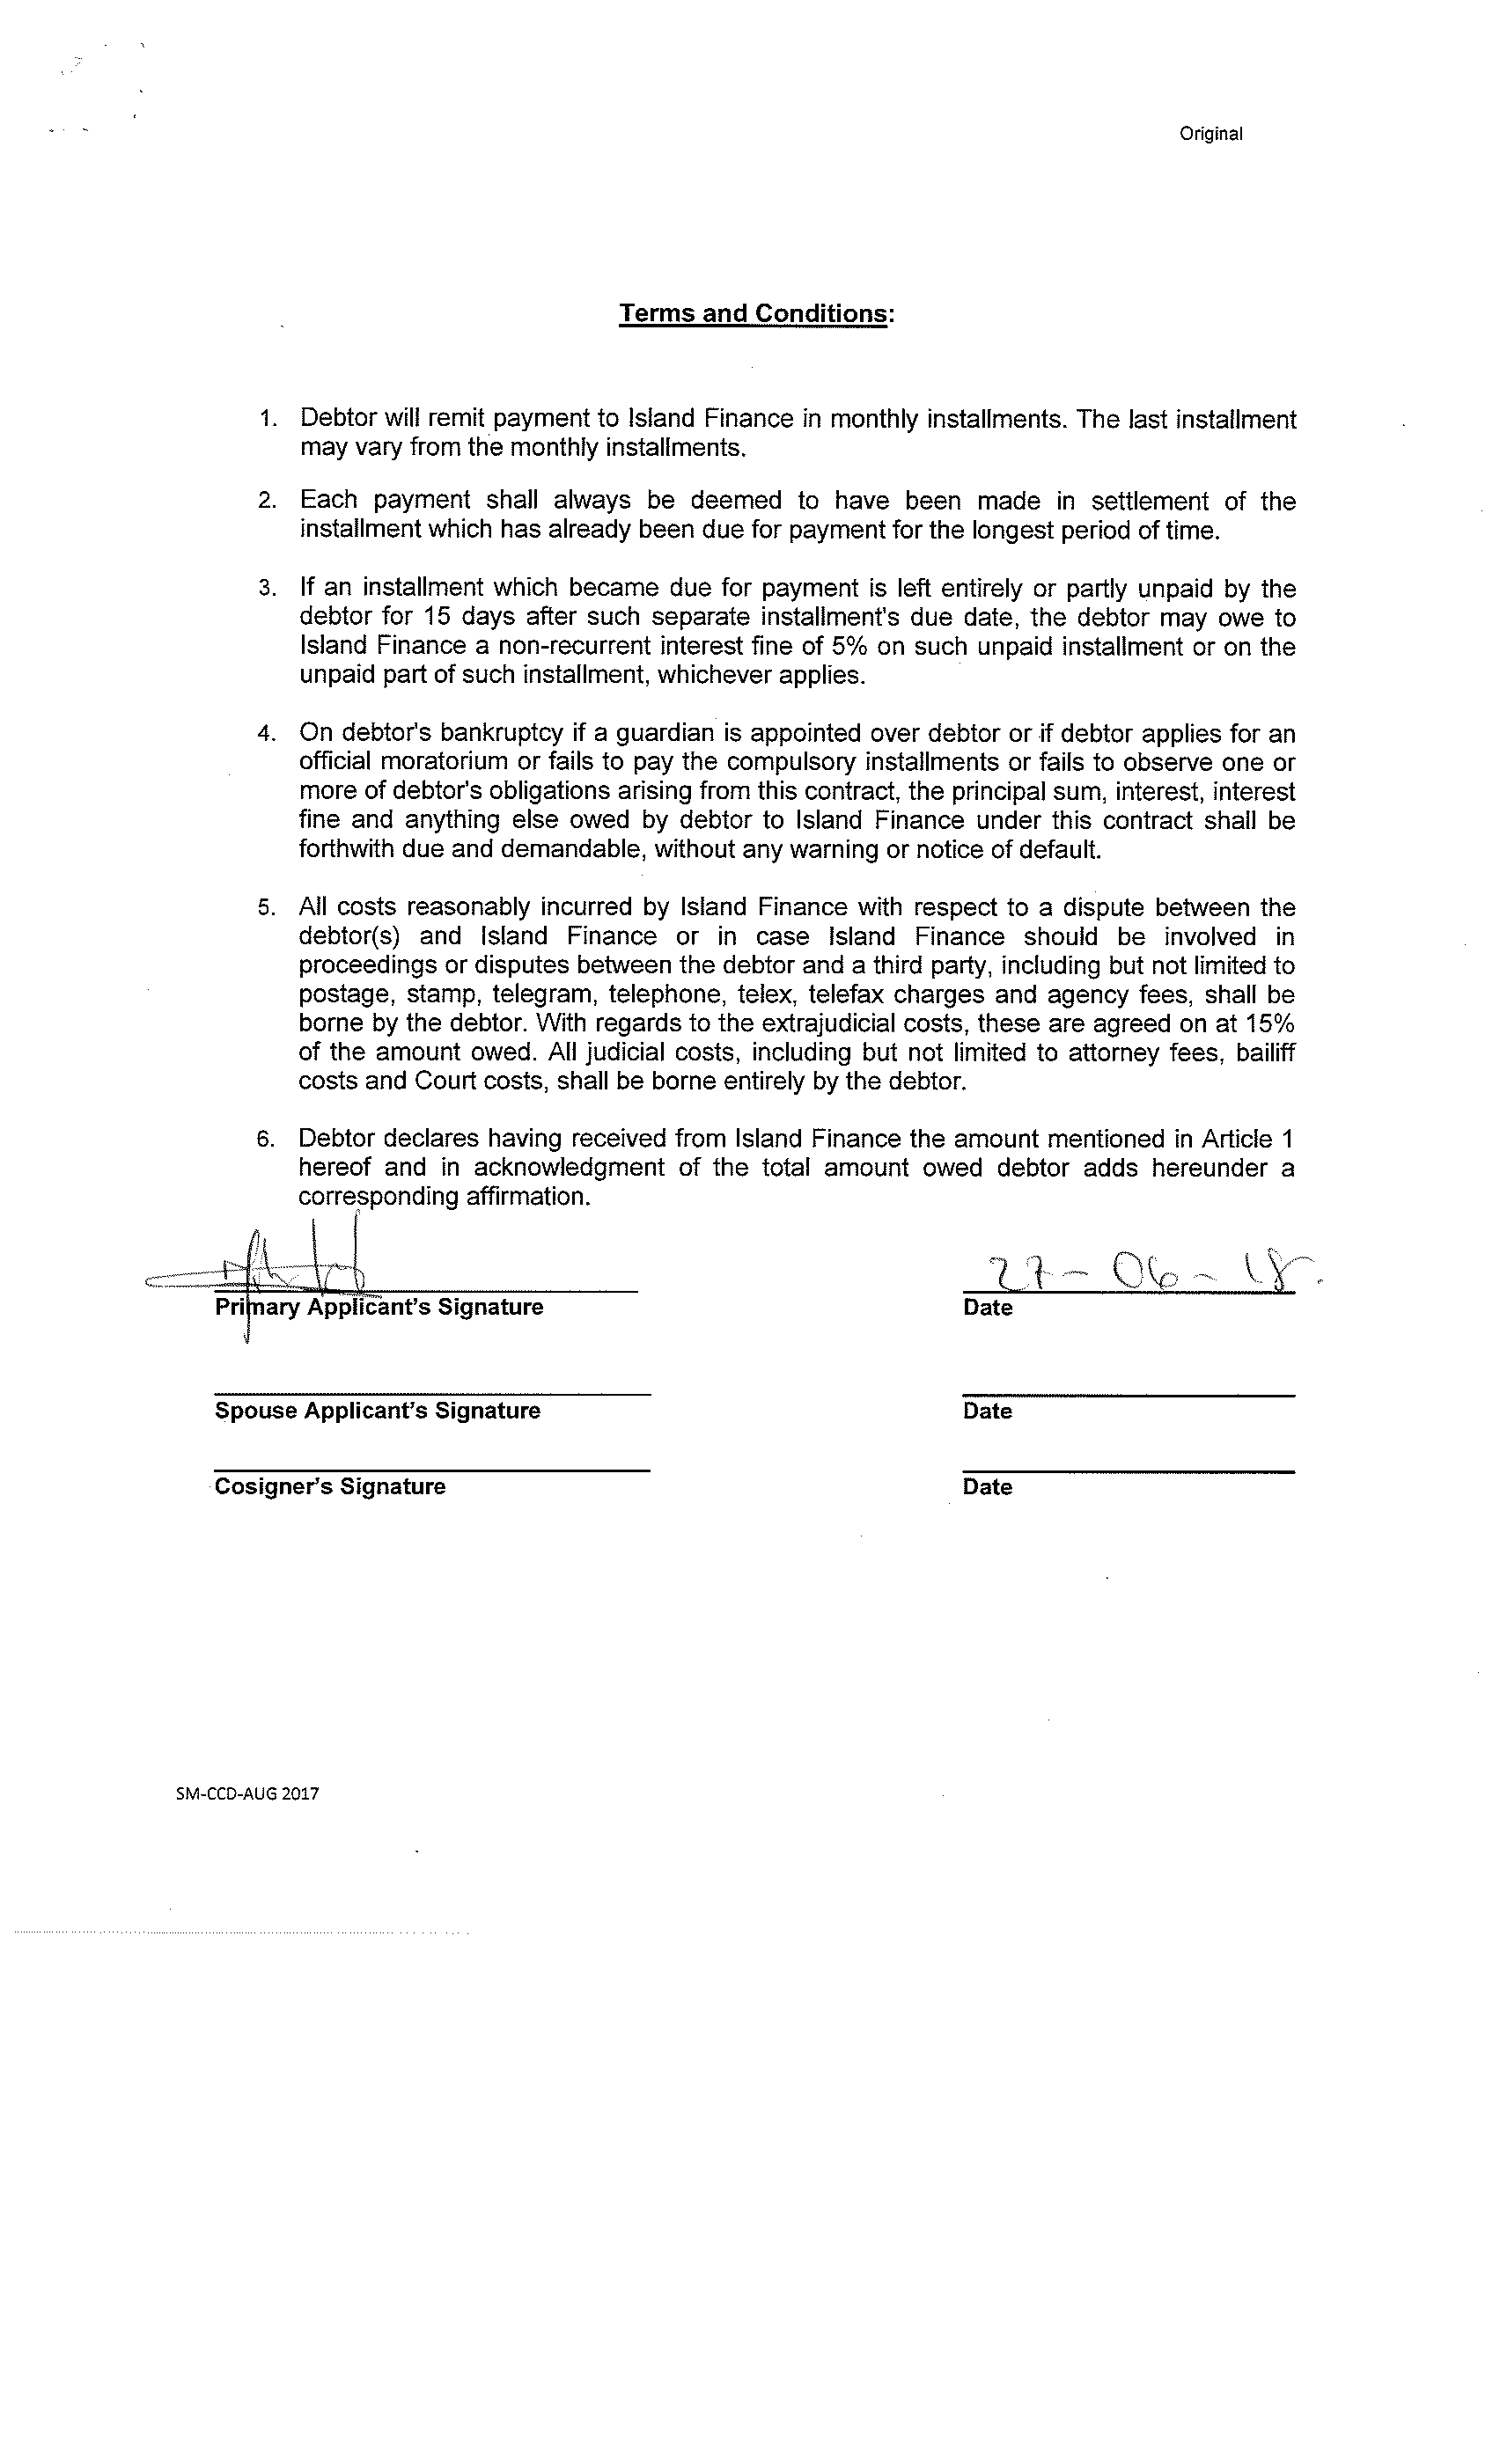 Original
Terms and Conditions:
1. Debtor will remit payment to Island Finance in monthly installments. The last installment
may vary from the monthly installments.
2. Each payment shall always be deemed to have been made in settlement of the
installment which has already been due for payment for the longest period of time.
3. If an installment which became due for payment is left entirely or partly unpaid by the
debtor for 15 days after such separate installment's due date, the debtor may owe to
Island Finance a non-recurrent interest fine of 5% on such unpaid installment or on the
unpaid part of such installment, whichever applies.
4. On debtor's bankruptcy if a guardian is appointed over debtor or if debtor applies for an
official moratorium or fails to pay the compulsory installments or fails to observe one or
more of debtor's obligations arising from this contract, the principal sum, interest, interest
fine and anything else owed by debtor to Island Finance under this contract shall be
forthwith due and demandable, without any warning or notice of default.
5. All costs reasonably incurred by Island Finance with respect to a dispute between the
debtor(s) and Island Finance or in case Island Finance should be involved in
proceedings or disputes between the debtor and a third party, including but not limited to
postage, stamp, telegram, telephone, telex, telefax charges and agency fees, shall be
borne by the debtor. With regards to the extrajudicial costs, these are agreed on at 15%
of the amount owed. All judicial costs, including but not limited to attorney fees, bailiff
costs and Court costs, shall be borne entirely by the debtor.
6. Debtor declares having received from Island Finance the amount mentioned in Article 1
hereof and in acknowledgment of the total amount owed debtor adds hereunder a
corresponding affirmation.
27-06-18.
Primary Applicant's Signature Date
Spouse Applicant's Signature Date
Cosigner's Signature Date
SM-CCD-AUG 2017